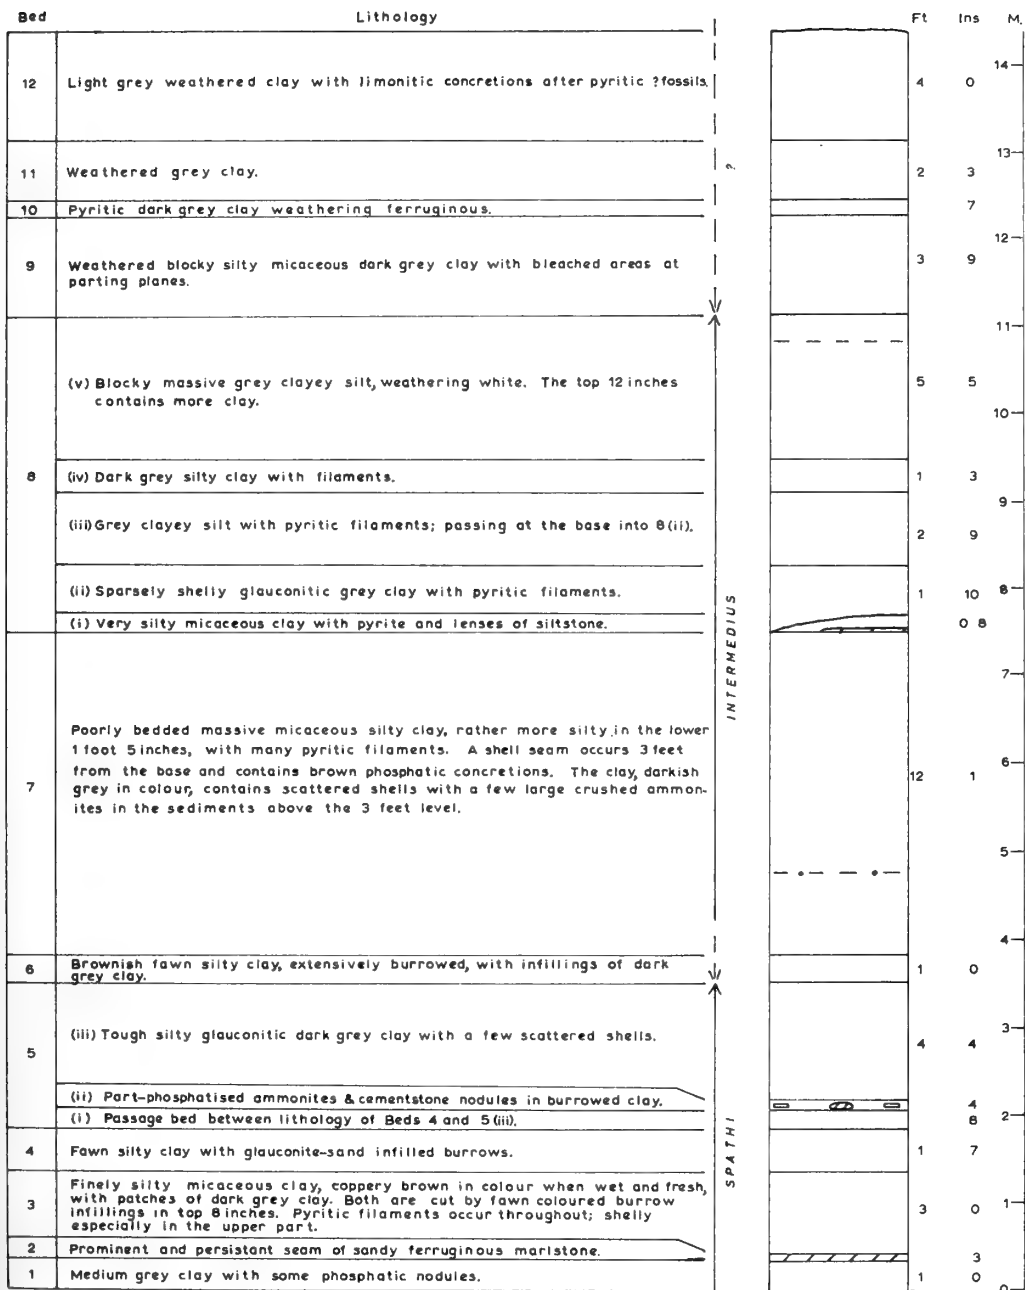 Bed Lithology Ft Ins M.
12 Light grey weathered clay with limonitic concretions after pyritic ?fossils. 4 0
14
13
11 Weathered grey clay. ? 2 3
10 Pyritic dark grey clay weathering ferruginous. 7
12
9 Weathered blocky silty micaceous dark grey clay with bleached areas at
parting planes. 3 9
11
(v) Blocky massive grey clayey silt, weathering white. The top 12 inches
contains more clay. 5 5
10
8 (iv) Dark grey silty clay with filaments. 1 3
9
(iii) Grey clayey silt with pyritic filaments; passing at the base into 8(ii). 2 9
(ii) Sparsely shelly glauconitic grey clay with pyritic filaments. 1 10
8
(i) Very silty micaceous clay with pyrite and lenses of siltstone. 0 8
INTERMEDIUS
7
7 Poorly bedded massive micaceous silty clay, rather more silty in the lower
1 foot 5 inches, with many pyritic filaments. A shell seam occurs 3 feet
from the base and contains brown phosphatic concretions. The clay, darkish
grey in colour, contains scattered shells with a few large crushed ammon-
ites in the sediments above the 3 feet level. 12 1
6
5
4
6 Brownish fawn silty clay, extensively burrowed, with infillings of dark
grey clay. 1 0
3
5 (iii) Tough silty glauconitic dark grey clay with a few scattered shells. 4 4
(ii) Part-phosphatised ammonites & cementstone nodules in burrowed clay. 4
2
(i) Passage bed between lithology of Beds 4 and 5(iii). 8
SPATHI
4 Fawn silty clay with glauconite-sand infilled burrows. 1 7
3 Finely silty micaceous clay, coppery brown in colour when wet and fresh,
with patches of dark grey clay. Both are cut by fawn coloured burrow
infillings in top 8 inches. Pyritic filaments occur throughout; shelly
especially in the upper part. 3 0
1
2 Prominent and persistant seam of sandy ferruginous marlstone. 3
1 Medium grey clay with some phosphatic nodules. 1 0
0